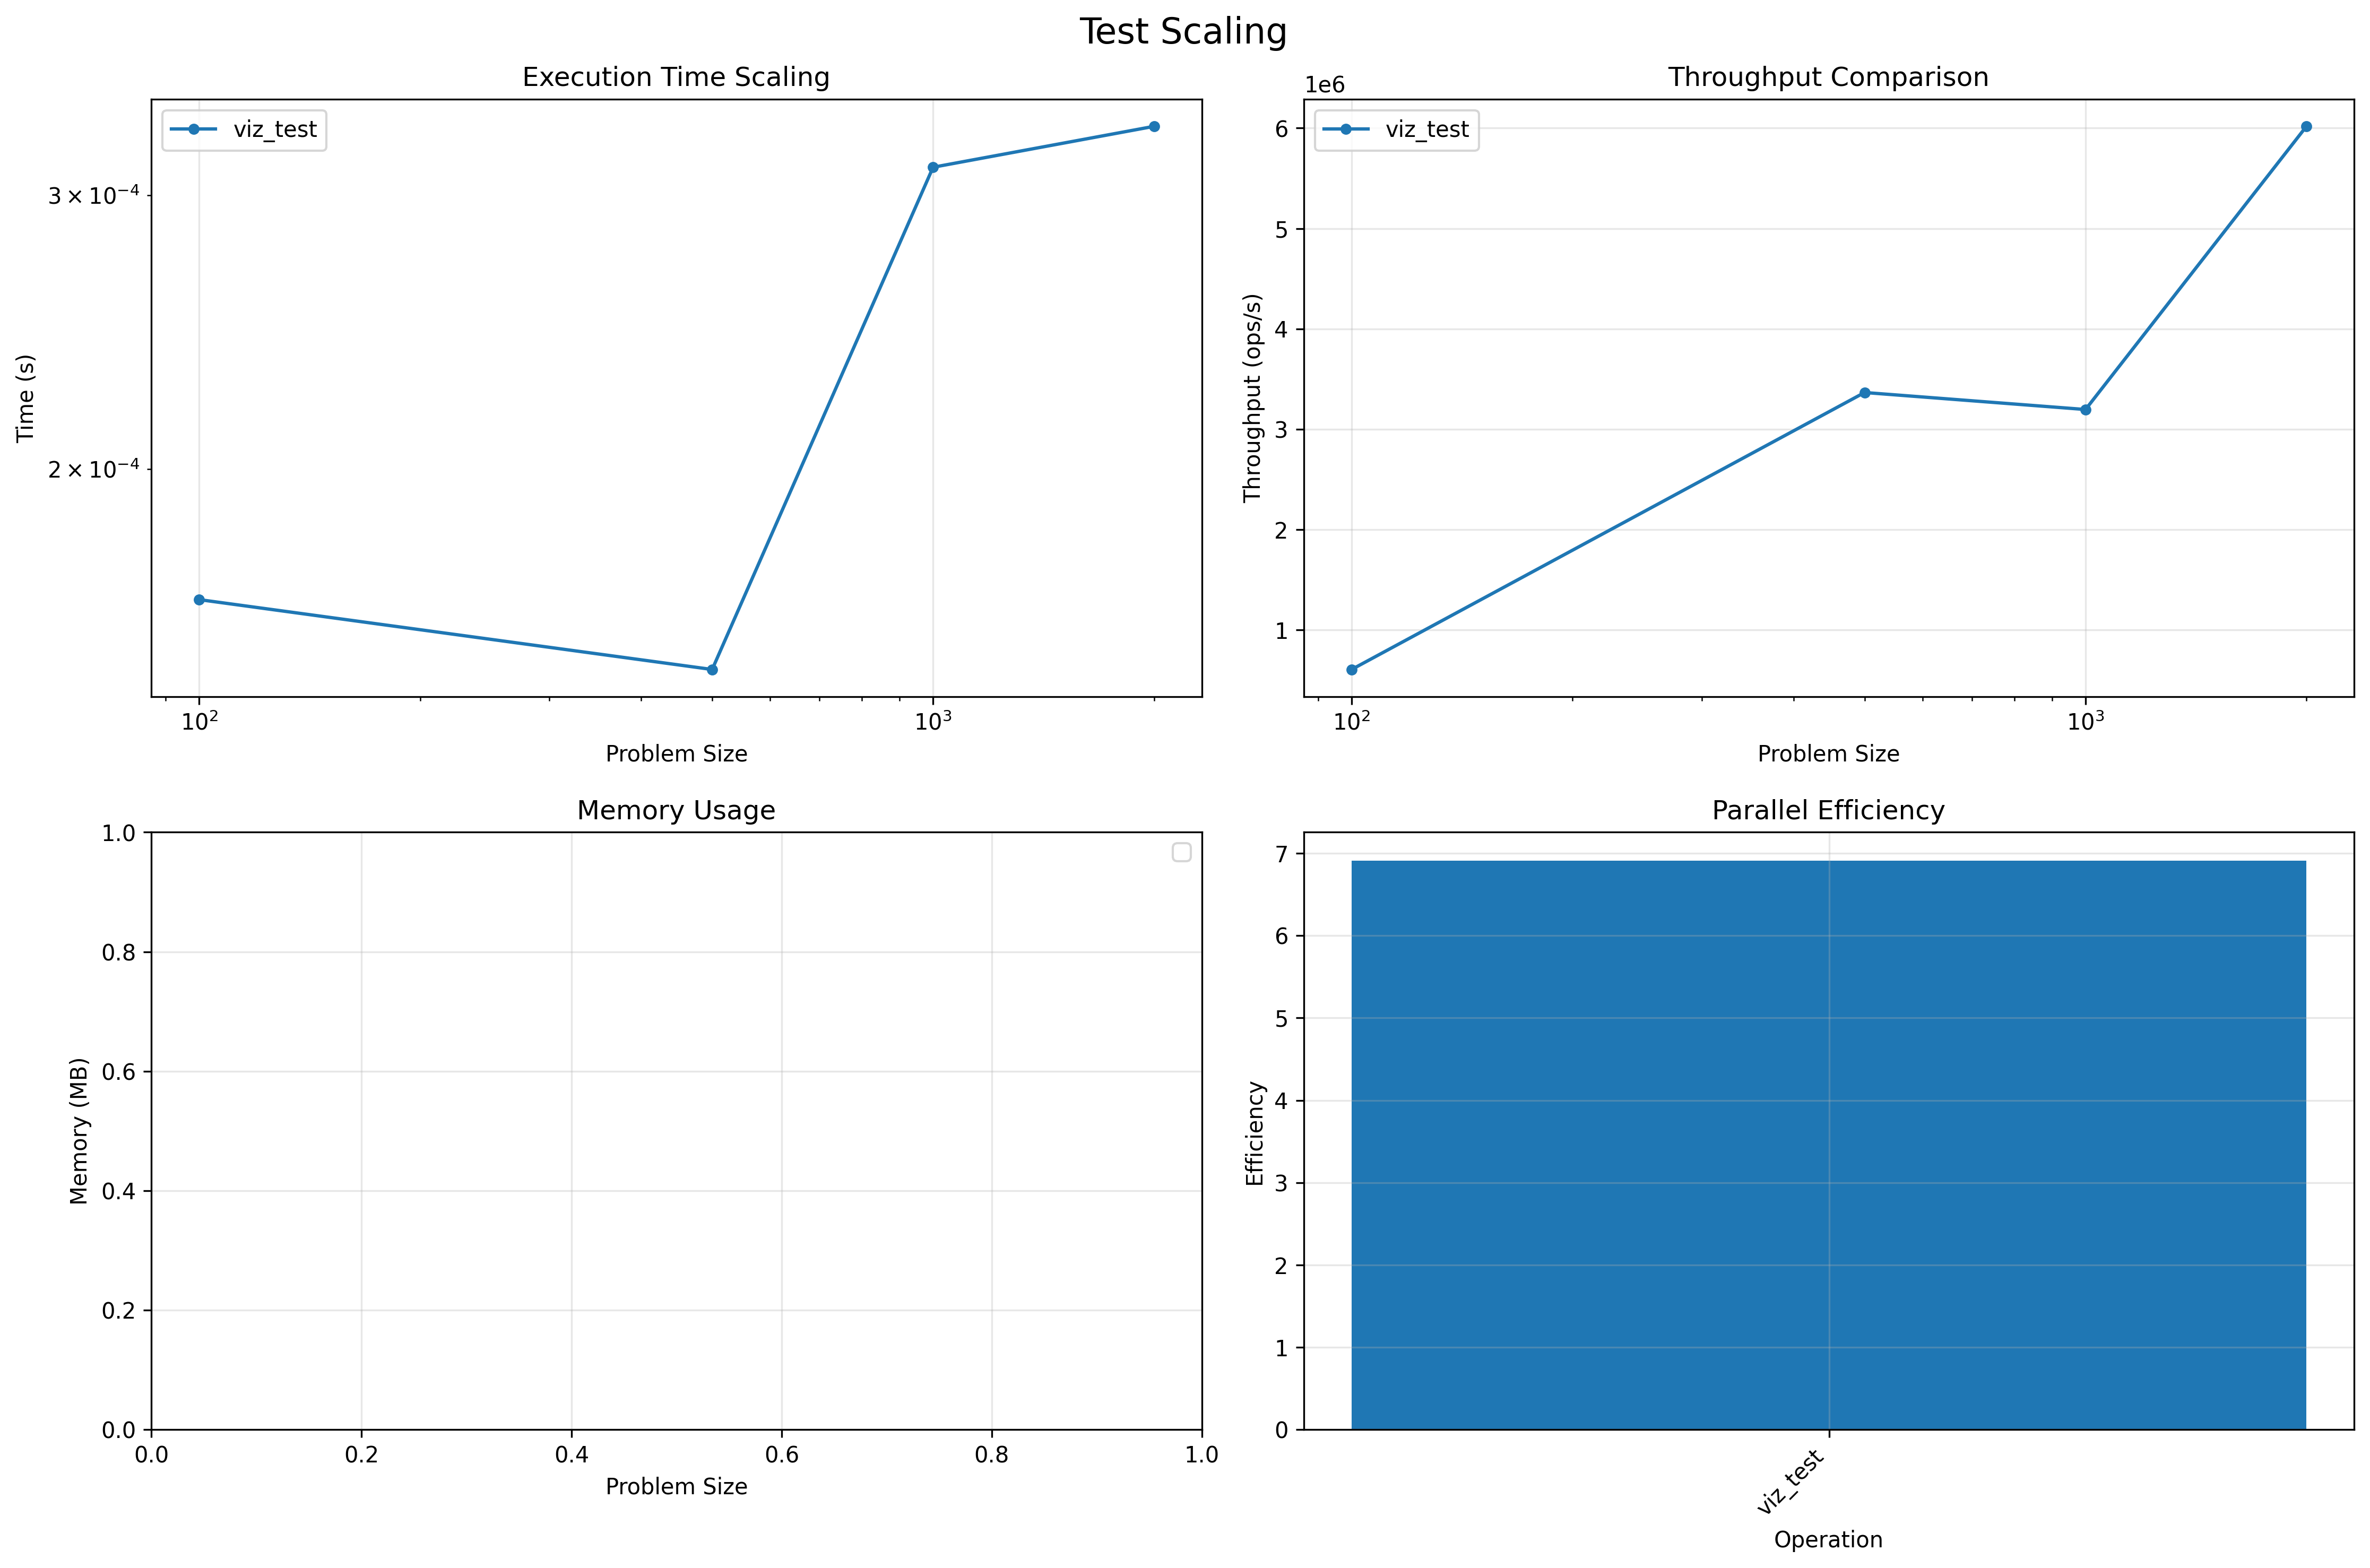 Test Scaling
Execution Time Scaling
viz_test
3 × 10⁻⁴
2 × 10⁻⁴
Time (s)
10² 10³
Problem Size
Throughput Comparison
1e6
viz_test
6
5
4
3
2
1
Throughput (ops/s)
10² 10³
Problem Size
Memory Usage
1.0
0.8
0.6
0.4
0.2
0.0
Memory (MB)
0.0 0.2 0.4 0.6 0.8 1.0
Problem Size
Parallel Efficiency
7
6
5
4
3
2
1
0
Efficiency
viz_test
Operation